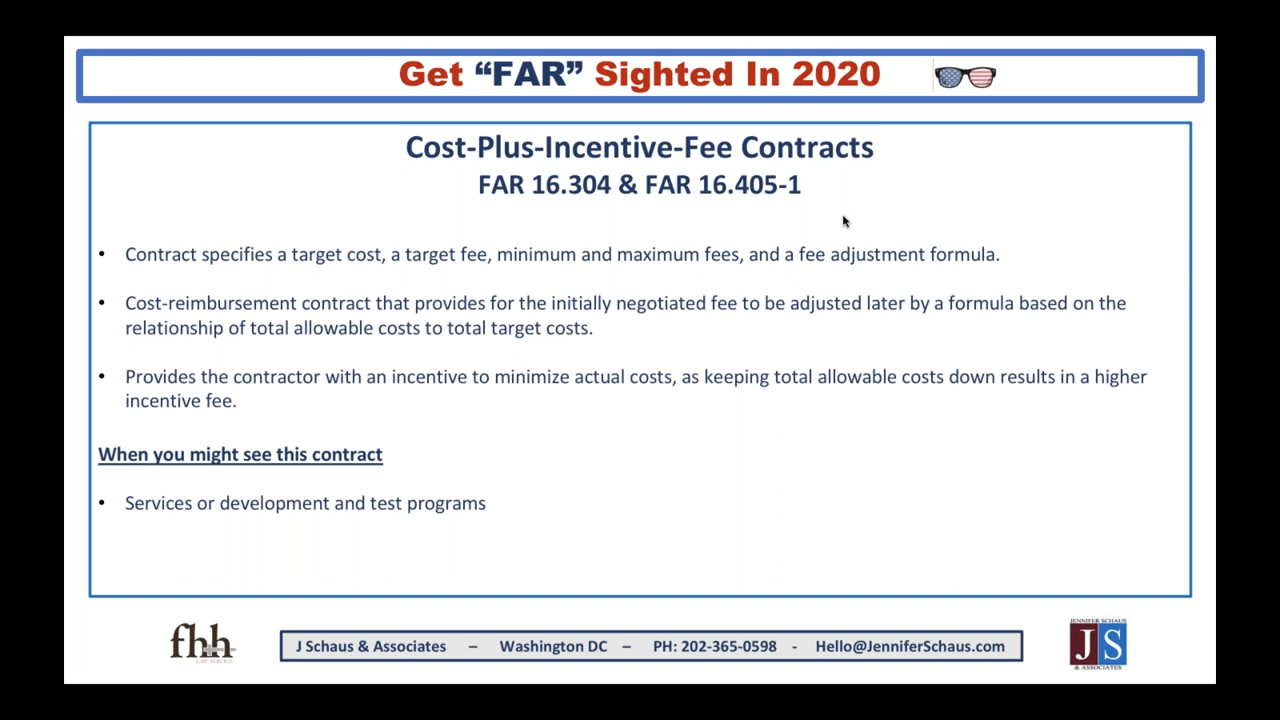 Get “FAR” Sighted In 2020
Cost-Plus-Incentive-Fee Contracts
FAR 16.304 & FAR 16.405-1
• Contract specifies a target cost, a target fee, minimum and maximum fees, and a fee adjustment formula.
• Cost-reimbursement contract that provides for the initially negotiated fee to be adjusted later by a formula based on the
relationship of total allowable costs to total target costs.
• Provides the contractor with an incentive to minimize actual costs, as keeping total allowable costs down results in a higher
incentive fee.
When you might see this contract
• Services or development and test programs
fhh
LAW SERVICE
J Schaus & Associates – Washington DC – PH: 202-365-0598 - Hello@JenniferSchaus.com
JENNIFER SCHAUS
JS
& ASSOCIATES